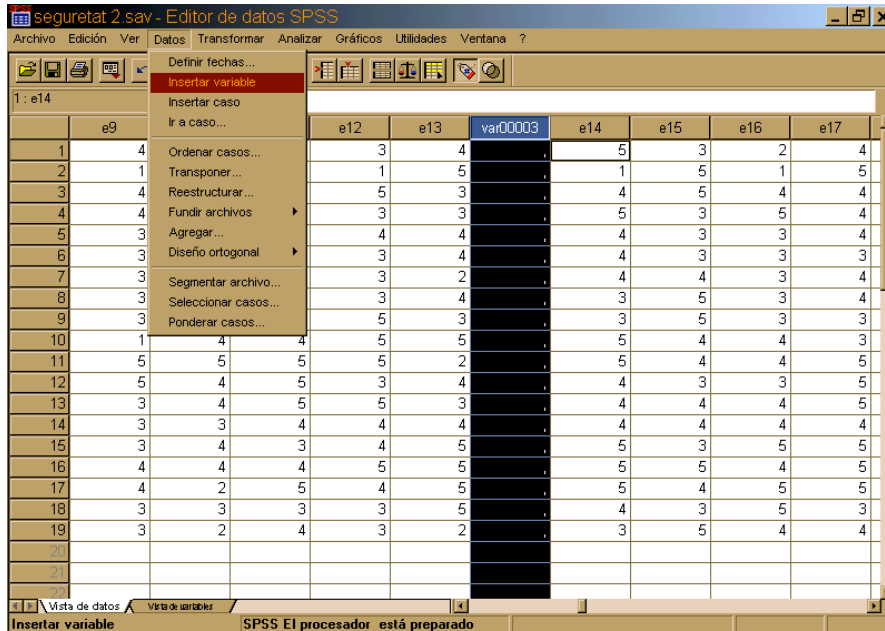 seguretat 2.sav - Editor de datos SPSS
Archivo Edición Ver Datos Transformar Analizar Gráficos Utilidades Ventana ?
1 : e14
Definir fechas...
Insertar variable
Insertar caso
Ir a caso...
Ordenar casos...
Transponer...
Reestructurar...
Fundir archivos
Agregar...
Diseño ortogonal
Segmentar archivo...
Seleccionar casos...
Ponderar casos...
e9 e12 e13 var00003 e14 e15 e16 e17
1 4 3 4 , 5 3 2 4
2 1 1 5 , 1 5 1 5
3 4 5 3 , 4 5 4 4
4 4 3 3 , 5 3 5 4
5 3 4 4 , 4 3 3 4
6 3 3 4 , 4 3 3 3
7 3 3 2 , 4 4 3 4
8 3 3 4 , 3 5 3 4
9 3 5 3 , 3 5 3 3
10 1 4 4 5 5 , 5 4 4 3
11 5 5 5 5 2 , 5 4 4 5
12 5 4 5 3 4 , 4 3 3 5
13 3 4 5 5 3 , 4 4 4 5
14 3 3 4 4 4 , 4 4 4 4
15 3 4 3 4 5 , 5 3 5 5
16 4 4 4 5 5 , 5 5 4 5
17 4 2 5 4 5 , 5 4 5 5
18 3 3 3 3 5 , 4 3 5 3
19 3 2 4 3 2 , 3 5 4 4
20
21
22
Vista de datos Vista de variables
Insertar variable SPSS El procesador está preparado